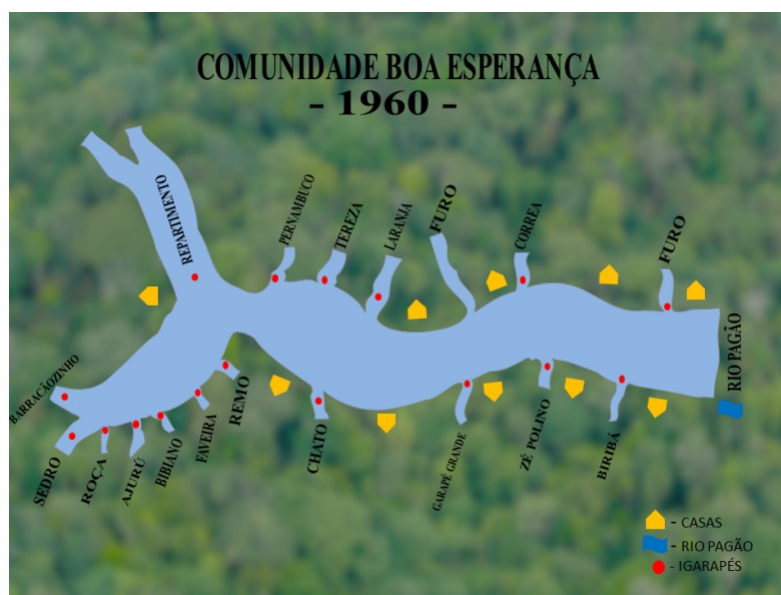 COMUNIDADE BOA ESPERANÇA
- 1960 -
REPARTIMENTO
PERNAMBUCO
TEREZA
LARANJA
FURO
CORREA
FURO
RIO PAGÃO
BARRACÃOZINHO
SEDRO
ROÇA
AJURÚ
BIBIANO
FAVEIRA
REMO
CHATO
GARAPÉ GRANDE
ZÉ POLINO
BIRIBÁ
- CASAS
- RIO PAGÃO
- IGARAPÉS